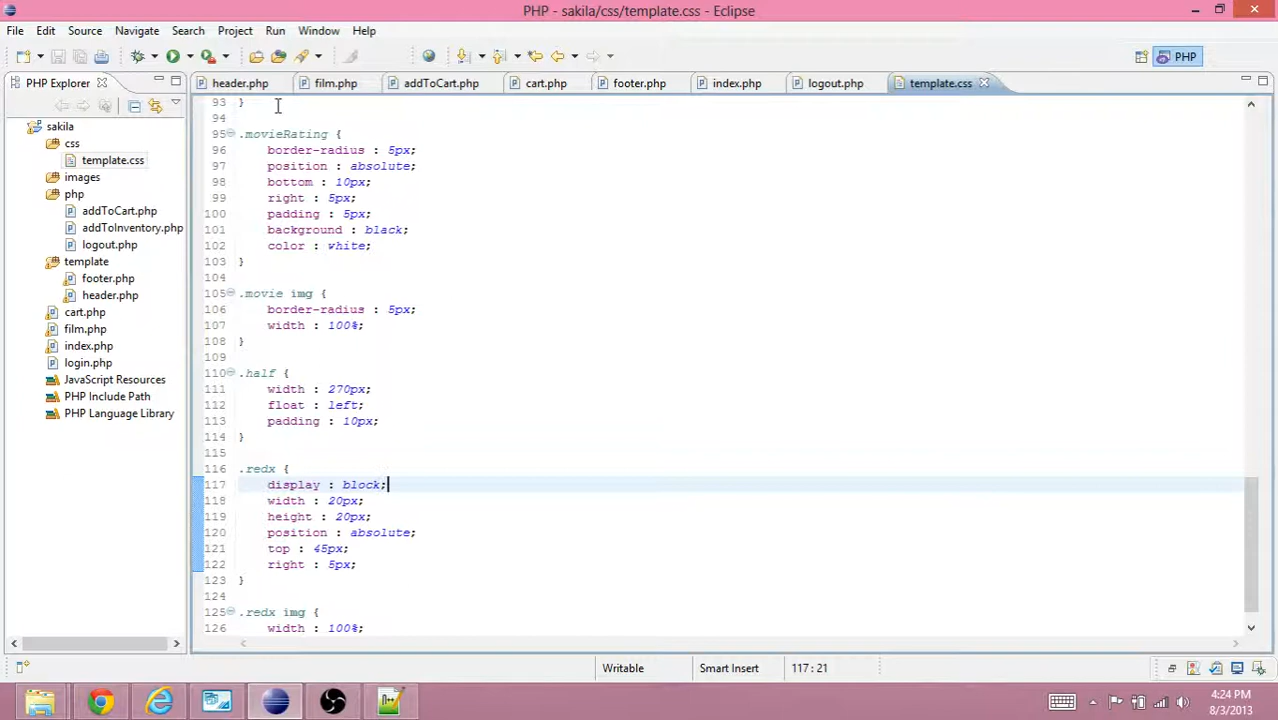 PHP - sakila/css/template.css - Eclipse
File Edit Source Navigate Search Project Run Window Help
PHP
PHP Explorer
header.php film.php addToCart.php cart.php footer.php index.php logout.php template.css
sakila
css
template.css
images
php
addToCart.php
addToInventory.php
logout.php
template
footer.php
header.php
cart.php
film.php
index.php
login.php
JavaScript Resources
PHP Include Path
PHP Language Library
93 }
94
95 .movieRating {
96 border-radius : 5px;
97 position : absolute;
98 bottom : 10px;
99 right : 5px;
100 padding : 5px;
101 background : black;
102 color : white;
103 }
104
105 .movie img {
106 border-radius : 5px;
107 width : 100%;
108 }
109
110 .half {
111 width : 270px;
112 float : left;
113 padding : 10px;
114 }
115
116 .redx {
117 display : block;
118 width : 20px;
119 height : 20px;
120 position : absolute;
121 top : 45px;
122 right : 5px;
123 }
124
125 .redx img {
126 width : 100%;
Writable Smart Insert 117 : 21
4:24 PM
8/3/2013